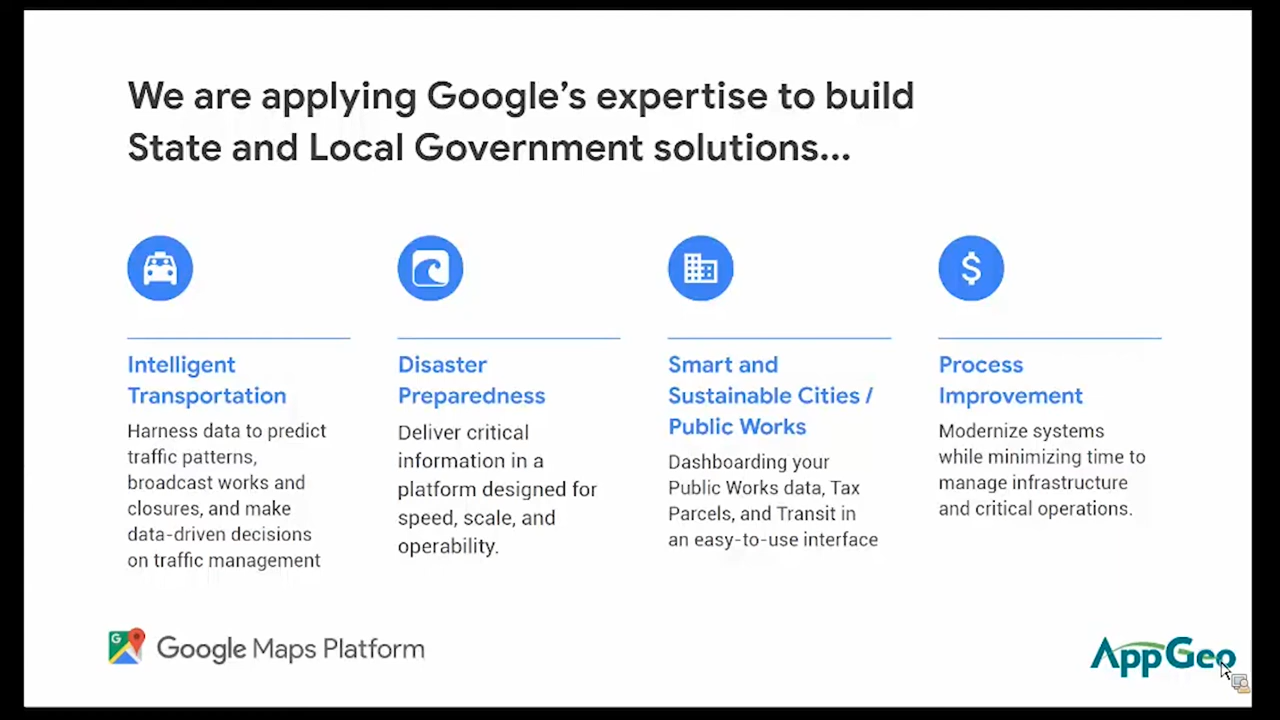 We are applying Google's expertise to build
State and Local Government solutions...
Intelligent
Transportation
Harness data to predict
traffic patterns,
broadcast works and
closures, and make
data-driven decisions
on traffic management
Disaster
Preparedness
Deliver critical
information in a
platform designed for
speed, scale, and
operability.
Smart and
Sustainable Cities /
Public Works
Dashboarding your
Public Works data, Tax
Parcels, and Transit in
an easy-to-use interface
$
Process
Improvement
Modernize systems
while minimizing time to
manage infrastructure
and critical operations.
G
Google Maps Platform
AppGeo